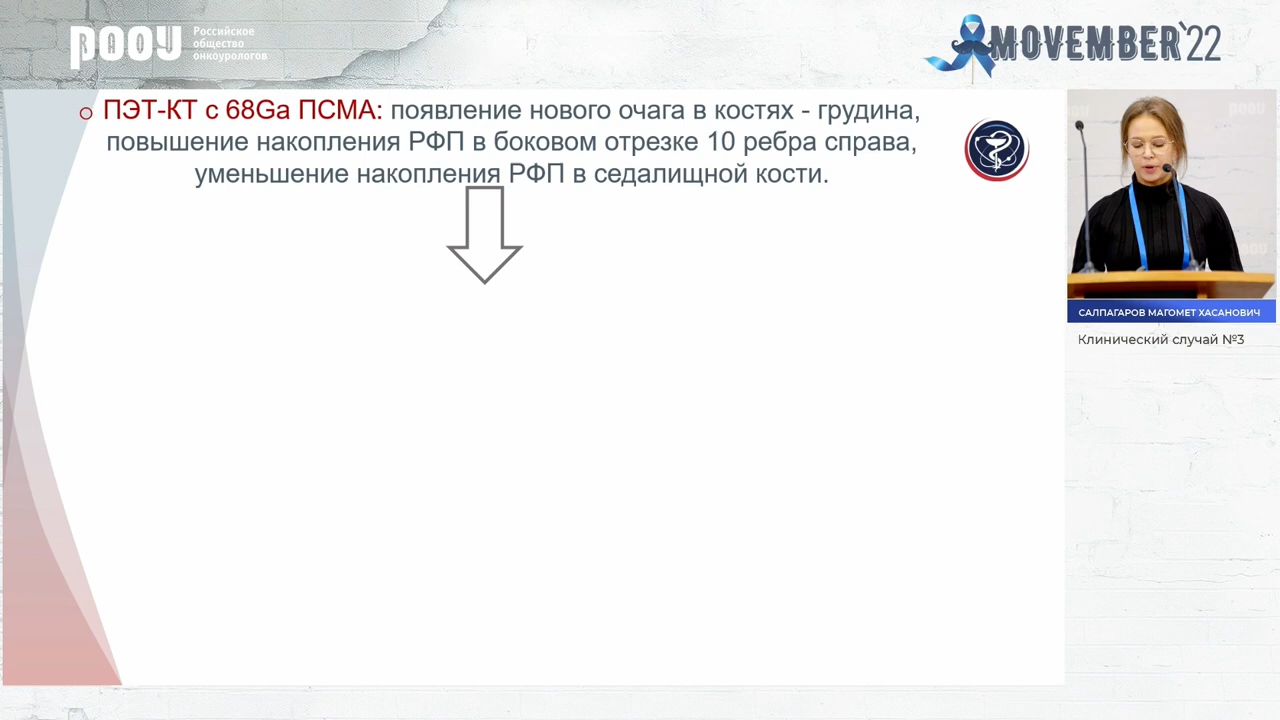 РООУ
Российское
общество
онкоурологов
MOVEMBER'22
ПЭТ-КТ с 68Ga ПСМА: появление нового очага в костях - грудина,
повышение накопления РФП в боковом отрезке 10 ребра справа,
уменьшение накопления РФП в седалищной кости.
САЛПАГАРОВ МАГОМЕТ ХАСАНОВИЧ
Клинический случай №3